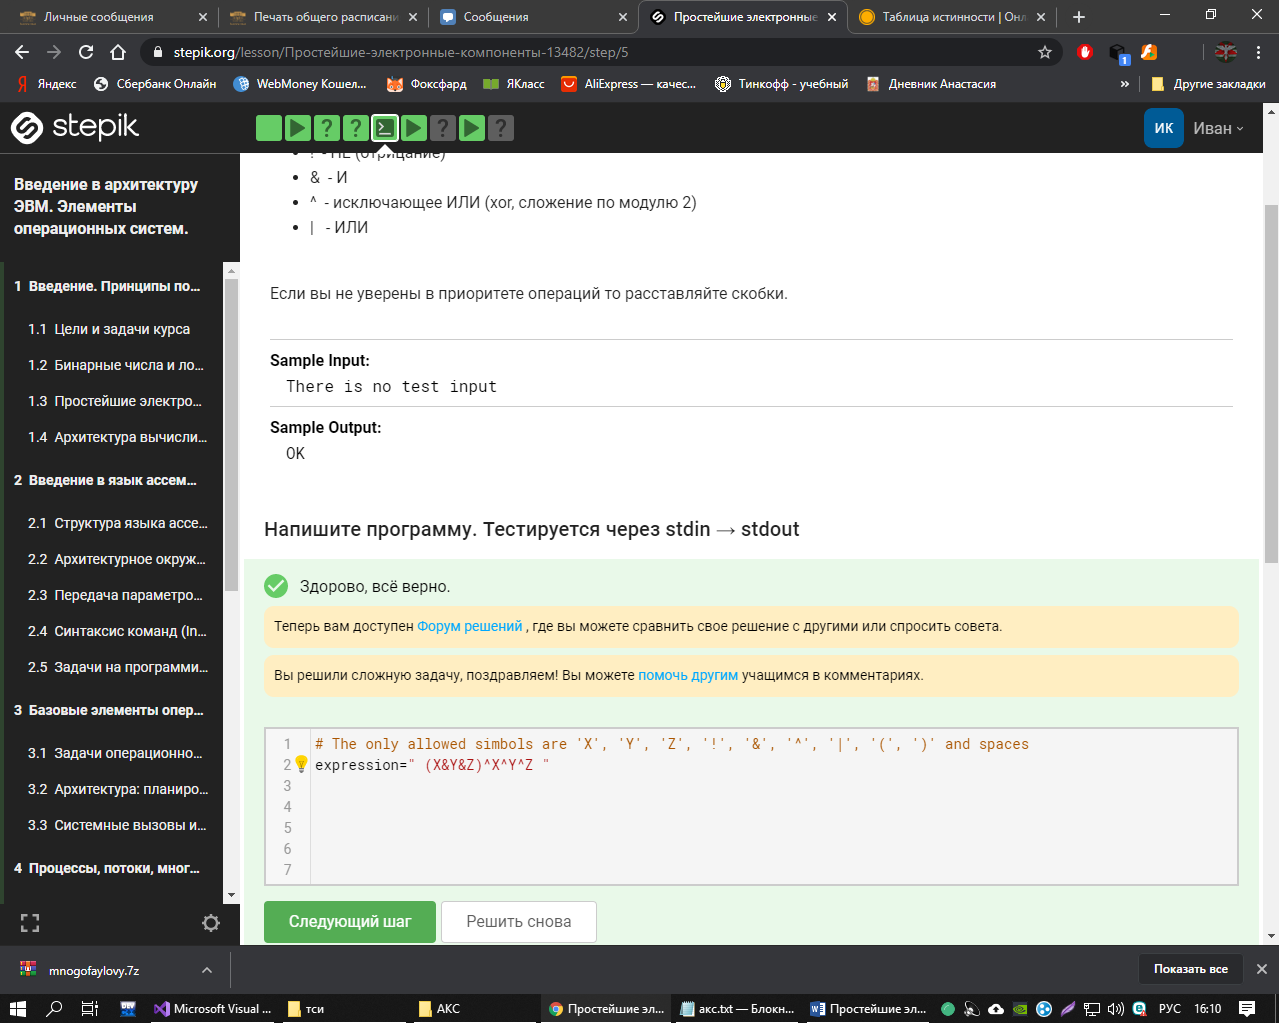 Личные сообщения
Печать общего расписани
Сообщения
Простейшие электронные
Таблица истинности | Онл
stepik.org/lesson/Простейшие-электронные-компоненты-13482/step/5
Яндекс
Сбербанк Онлайн
WebMoney Кошел...
Фоксфард
ЯКласс
AliExpress — качес...
Тинкофф - учебный
Дневник Анастасия
»
Другие закладки
stepik
ИК
Иван
Введение в архитектуру
ЭВМ. Элементы
операционных систем.
1 Введение. Принципы по...
1.1 Цели и задачи курса
1.2 Бинарные числа и ло...
1.3 Простейшие электро...
1.4 Архитектура вычисли...
2 Введение в язык ассем...
2.1 Структура языка ассе...
2.2 Архитектурное окруж...
2.3 Передача параметро...
2.4 Синтаксис команд (In...
2.5 Задачи на программи...
3 Базовые элементы опер...
3.1 Задачи операционно...
3.2 Архитектура: планиро...
3.3 Системные вызовы и...
4 Процессы, потоки, мног...
! - НЕ (отрицание)
& - И
^ - исключающее ИЛИ (xor, сложение по модулю 2)
| - ИЛИ
Если вы не уверены в приоритете операций то расставляйте скобки.
Sample Input:
There is no test input
Sample Output:
OK
Напишите программу. Тестируется через stdin → stdout
Здорово, всё верно.
Теперь вам доступен Форум решений , где вы можете сравнить свое решение с другими или спросить совета.
Вы решили сложную задачу, поздравляем! Вы можете помочь другим учащимся в комментариях.
1 # The only allowed simbols are 'X', 'Y', 'Z', '!', '&', '^', '|', '(', ')' and spaces
2 expression=" (X&Y&Z)^X^Y^Z "
3
4
5
6
7
Следующий шаг
Решить снова
mnogofaylovy.7z
Показать все
Microsoft Visual ...
тси
АКС
Простейшие эл...
акс.txt — Блокн...
Простейшие эл...
РУС
16:10